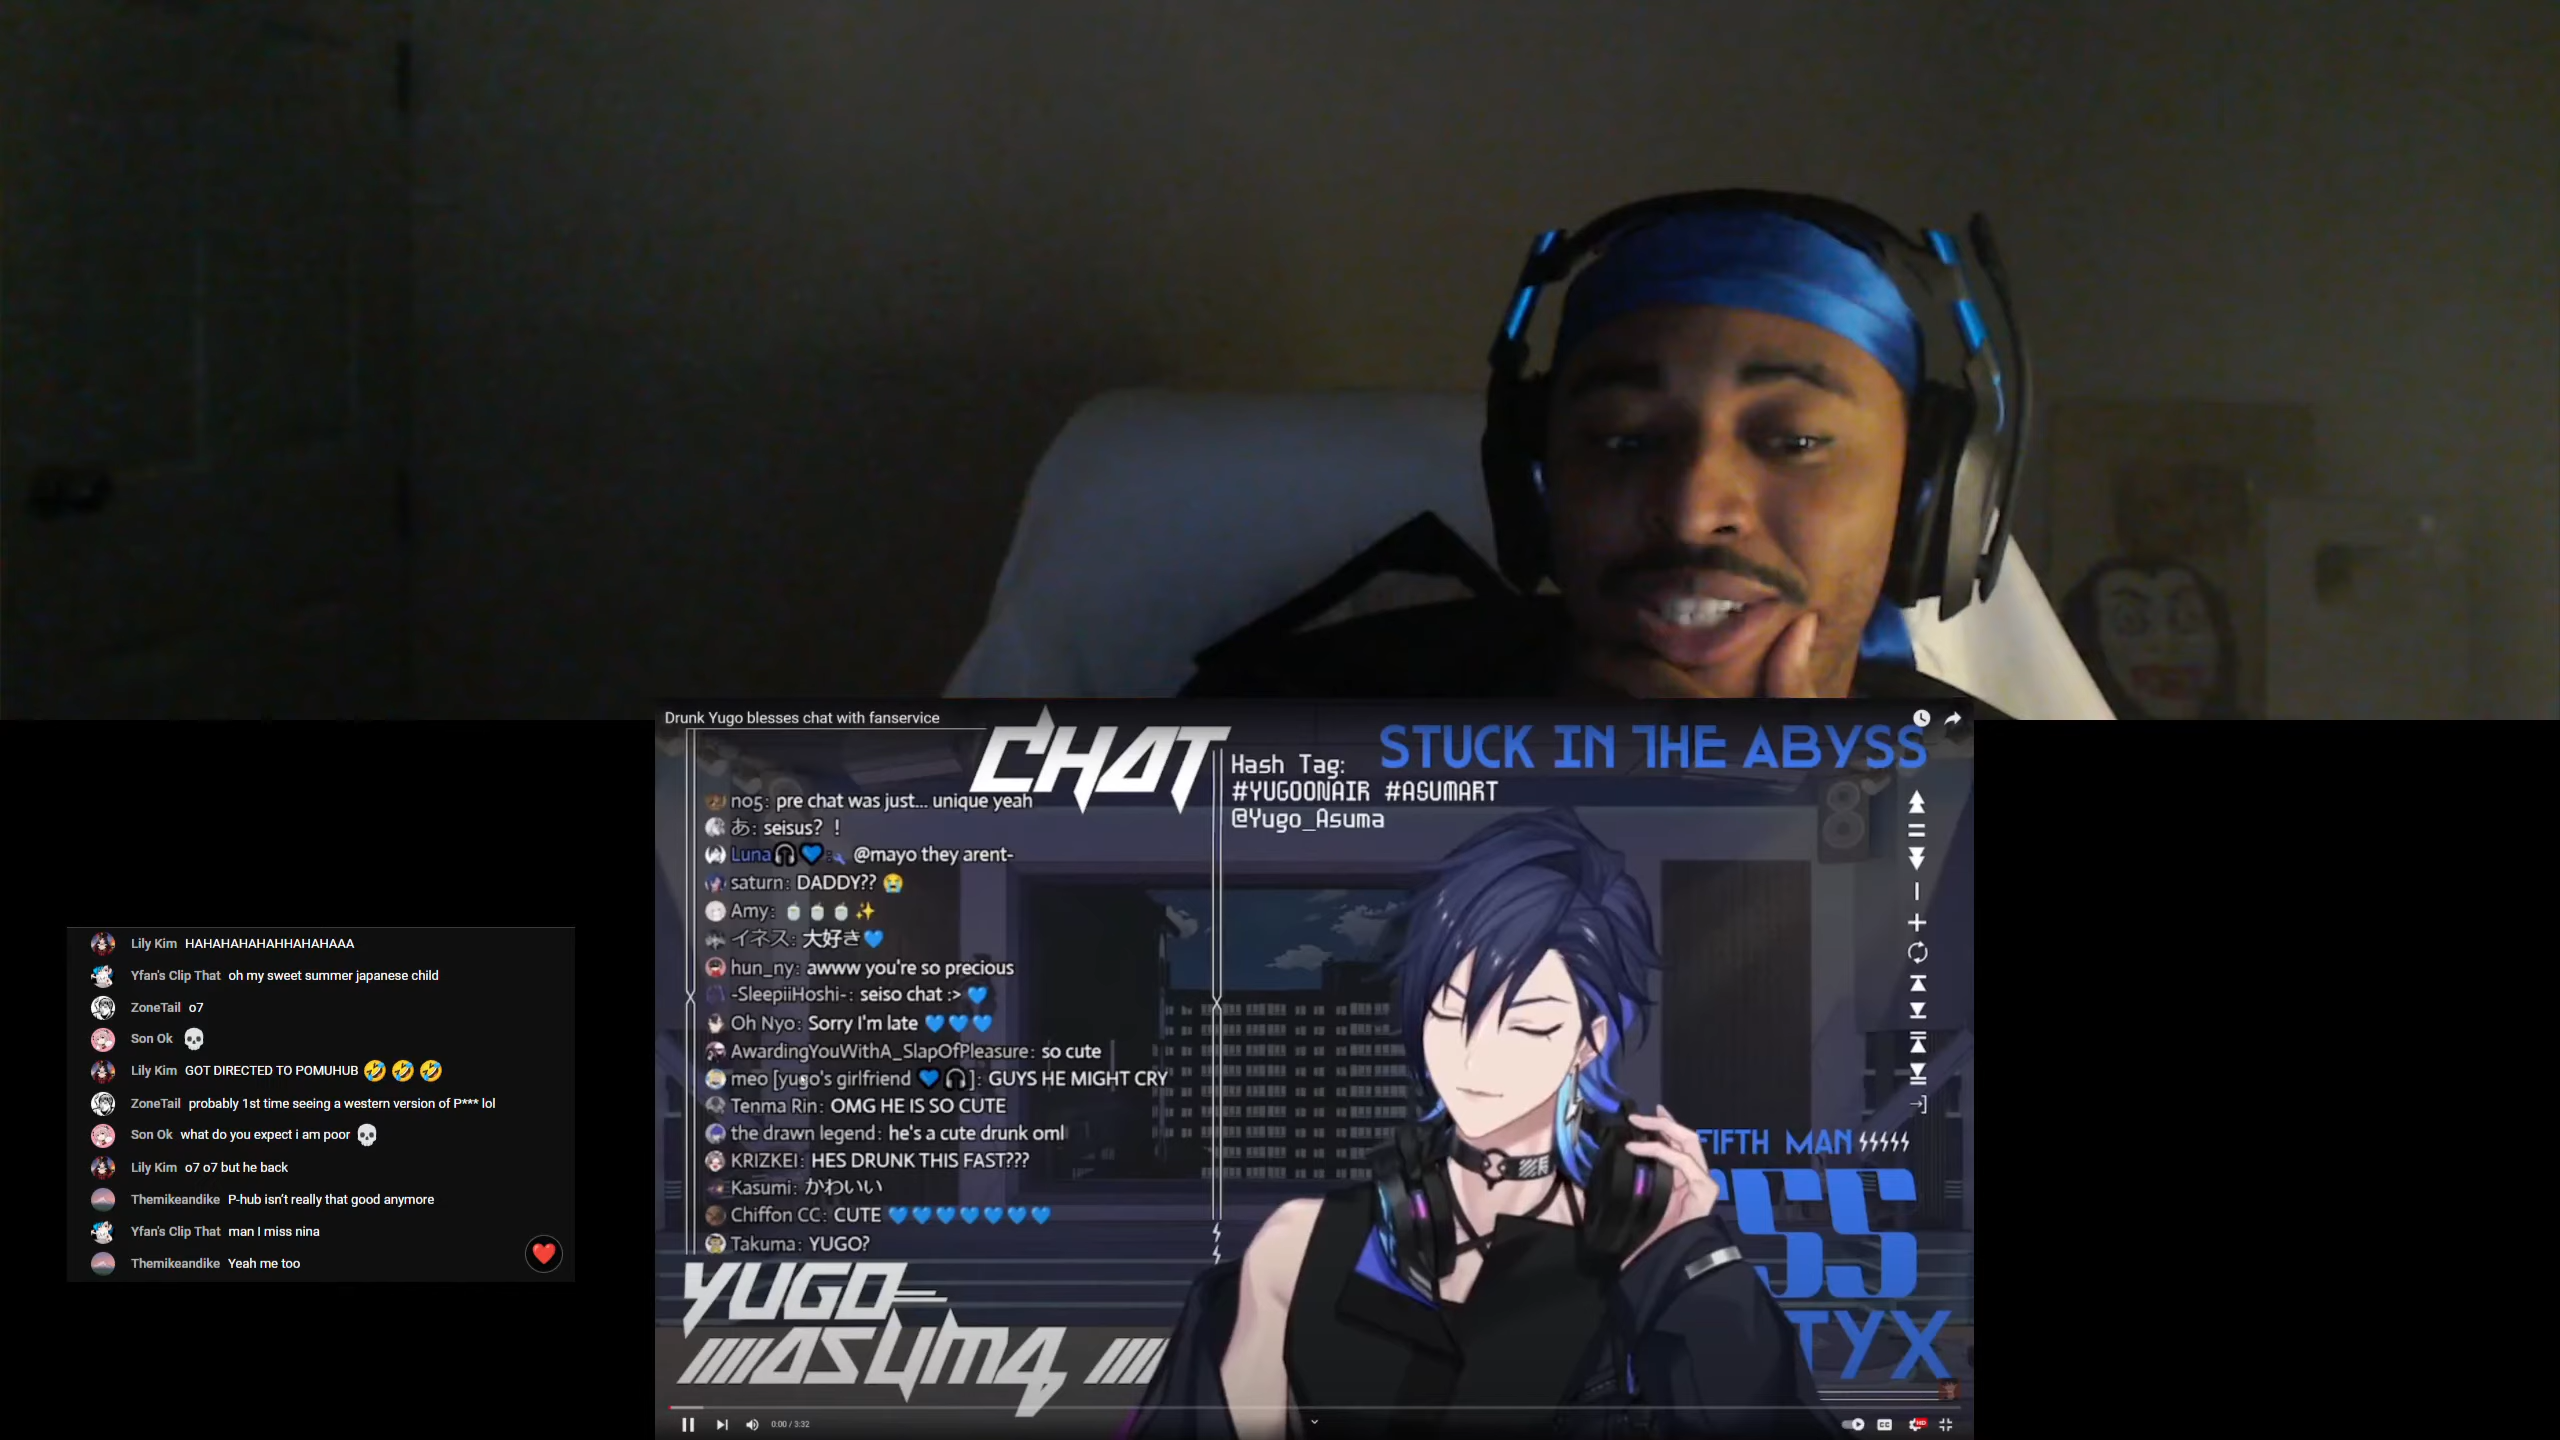 Drunk Yugo blesses chat with fanservice
CHAT
no5: pre chat was just... unique yeah
あ: seisus? !
Luna🎧💙:🔧 @mayo they arent-
saturn: DADDY?? 😭
Amy: 🍵 🍵 🍵 ✨
イネス: 大好き💙
hun_ny: awww you're so precious
-SleepiiHoshi-: seiso chat :> 💙
Oh Nyo: Sorry I'm late 💙 💙 💙
AwardingYouWithA_SlapOfPleasure: so cute
meo [yugo's girlfriend 💙🎧]: GUYS HE MIGHT CRY
Tenma Rin: OMG HE IS SO CUTE
the drawn legend: he's a cute drunk oml
KRIZKEI: HES DRUNK THIS FAST???
Kasumi: かわいい
Chiffon CC: CUTE 💙💙💙💙💙💙💙
Takuma: YUGO?
YUGO
ASUMA
STUCK IN THE ABYSS
Hash Tag:
#YUGOONAIR #ASUMART
@Yugo_Asuma
8
FIFTH MAN
SS
TYX
0:00 / 3:32
CC
HD
Lily Kim HAHAHAHAHAHHAHAHAAA
Yfan's Clip That oh my sweet summer japanese child
ZoneTail o7
Son Ok 💀
Lily Kim GOT DIRECTED TO POMUHUB 🤣 🤣 🤣
ZoneTail probably 1st time seeing a western version of P*** lol
Son Ok what do you expect i am poor 💀
Lily Kim o7 o7 but he back
Themikeandike P-hub isn't really that good anymore
Yfan's Clip That man I miss nina
Themikeandike Yeah me too